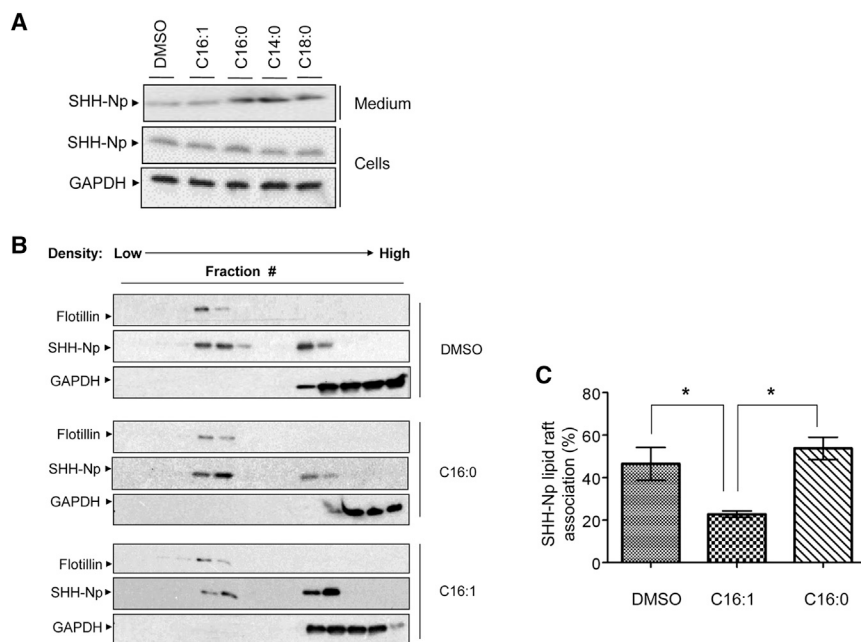 A
DMSO C16:1 C16:0 C14:0 C18:0
SHH-Np Medium
SHH-Np
Cells
GAPDH
B
Density: Low High
Fraction #
Flotillin
SHH-Np DMSO
GAPDH
Flotillin
SHH-Np C16:0
GAPDH
Flotillin
SHH-Np C16:1
GAPDH
C
SHH-Np lipid raft
association (%)
80
60
40
20
0
* *
DMSO C16:1 C16:0